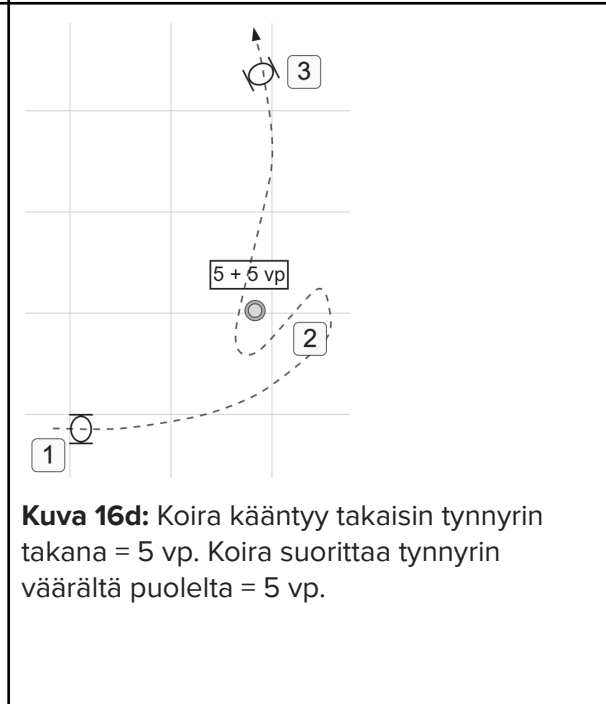 3
5 + 5 vp
2
1
Kuva 16d: Koira kääntyy takaisin tynnyrin
takana = 5 vp. Koira suorittaa tynnyrin
väärältä puolelta = 5 vp.